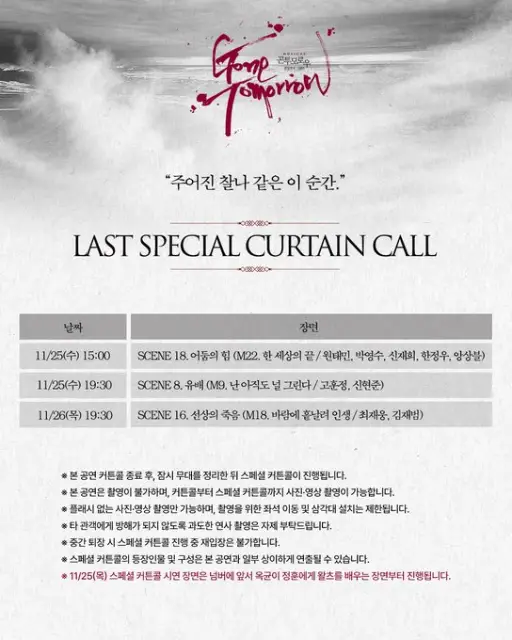 Gone Tomorrow
MUSICAL
곤투모로우
"주어진 찰나 같은 이 순간."
LAST SPECIAL CURTAIN CALL
날짜 장면
11/25(수) 15:00 SCENE 18. 어둠의 힘 (M22. 한 세상의 끝 / 원태민, 박영수, 신재희, 한정우, 앙상블)
11/25(수) 19:30 SCENE 8. 유배 (M9. 난 아직도 널 그린다 / 고훈정, 신현준)
11/26(목) 19:30 SCENE 16. 선상의 죽음 (M18. 바람에 흩날려 인생 / 최재웅, 김재범)
※ 본 공연 커튼콜 종료 후, 잠시 무대를 정리한 뒤 스페셜 커튼콜이 진행됩니다.
※ 본 공연은 촬영이 불가하며, 커튼콜부터 스페셜 커튼콜까지 사진·영상 촬영이 가능합니다.
※ 플래시 없는 사진·영상 촬영만 가능하며, 촬영을 위한 좌석 이동 및 삼각대 설치는 제한됩니다.
※ 타 관객에게 방해가 되지 않도록 과도한 연사 촬영은 자제 부탁드립니다.
※ 중간 퇴장 시 스페셜 커튼콜 진행 중 재입장은 불가합니다.
※ 스페셜 커튼콜의 등장인물 및 구성은 본 공연과 일부 상이하게 연출될 수 있습니다.
※ 11/25(목) 스페셜 커튼콜 시연 장면은 넘버에 앞서 옥균이 정훈에게 왈츠를 배우는 장면부터 진행됩니다.